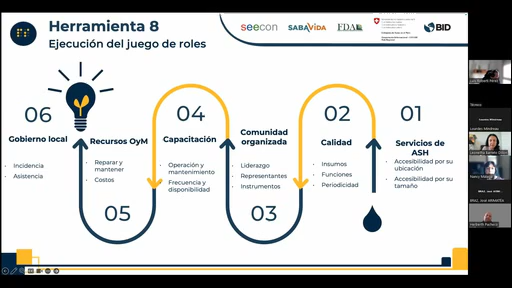 Herramienta 8
Ejecución del juego de roles
seecon
SABAVIDA
FDAL
BID
06
Gobierno local
Incidencia
Asistencia
Recursos OyM
Reparar y
mantener
Costos
05
04
Capacitación
Operación y
mantenimiento
Frecuencia y
disponibilidad
Comunidad
organizada
Liderazgo
Representantes
Instrumentos
03
02
Calidad
Insumos
Funciones
Periodicidad
01
Servicios de
ASH
Accesibilidad por su
ubicación
Accesibilidad por su
tamaño